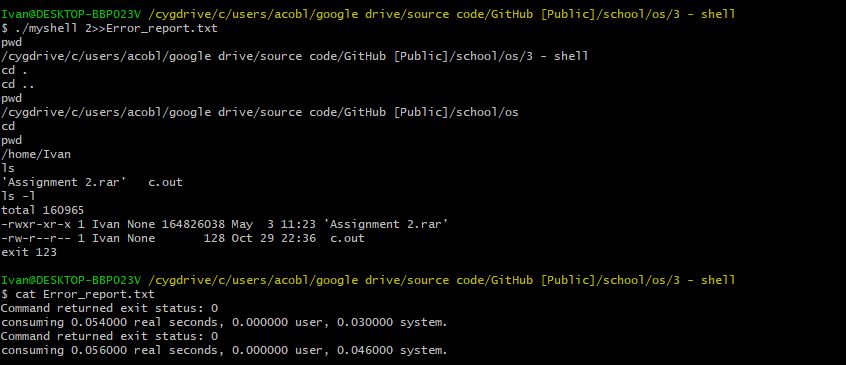 Ivan@DESKTOP-BBPO23V /cygdrive/c/users/acobl/google drive/source code/GitHub [Public]/school/os/3 - shell
$ ./myshell 2>>Error_report.txt
pwd
/cygdrive/c/users/acobl/google drive/source code/GitHub [Public]/school/os/3 - shell
cd .
cd ..
pwd
/cygdrive/c/users/acobl/google drive/source code/GitHub [Public]/school/os
cd
pwd
/home/Ivan
ls
'Assignment 2.rar'   c.out
ls -l
total 160965
-rwxr-xr-x 1 Ivan None 164826038 May  3 11:23 'Assignment 2.rar'
-rw-r--r-- 1 Ivan None       128 Oct 29 22:36  c.out
exit 123
Ivan@DESKTOP-BBPO23V /cygdrive/c/users/acobl/google drive/source code/GitHub [Public]/school/os/3 - shell
$ cat Error_report.txt
Command returned exit status: 0
consuming 0.054000 real seconds, 0.000000 user, 0.030000 system.
Command returned exit status: 0
consuming 0.056000 real seconds, 0.000000 user, 0.046000 system.